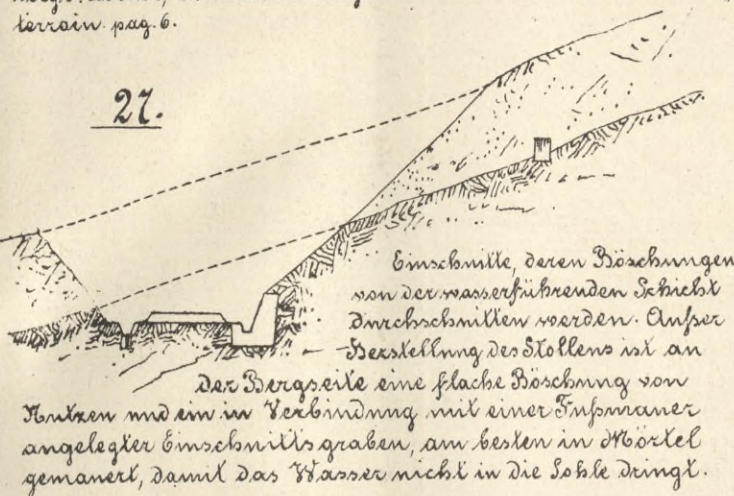 terrain. pag. 6.
27.
Einschnitte, deren Böschungen
von der wasserführenden Schicht
durchschnitten werden. Außer
Herstellung des Stollens ist an
der Bergseite eine flache Böschung von
Nutzen und ein in Verbindung mit einer Fußmauer
angelegter Einschnittsgraben, am besten in Mörtel
gemauert, damit das Wasser nicht in die Sohle dringt.